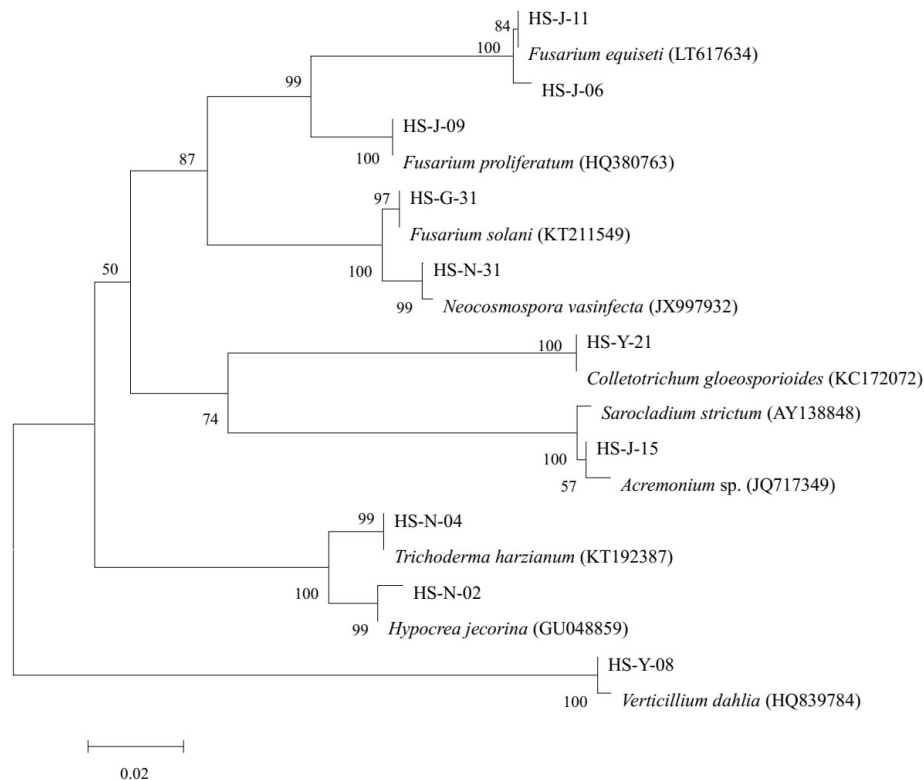 HS-J-11
84
100
Fusarium equiseti (LT617634)
99
HS-J-06
HS-J-09
100
Fusarium proliferatum (HQ380763)
87
97
HS-G-31
Fusarium solani (KT211549)
50
100
HS-N-31
99
Neocosmospora vasinfecta (JX997932)
100
HS-Y-21
Colletotrichum gloeosporioides (KC172072)
74
Sarocladium strictum (AY138848)
100
HS-J-15
57
Acremonium sp. (JQ717349)
99
HS-N-04
Trichoderma harzianum (KT192387)
100
HS-N-02
99
Hypocrea jecorina (GU048859)
HS-Y-08
100
Verticillium dahlia (HQ839784)
0.02